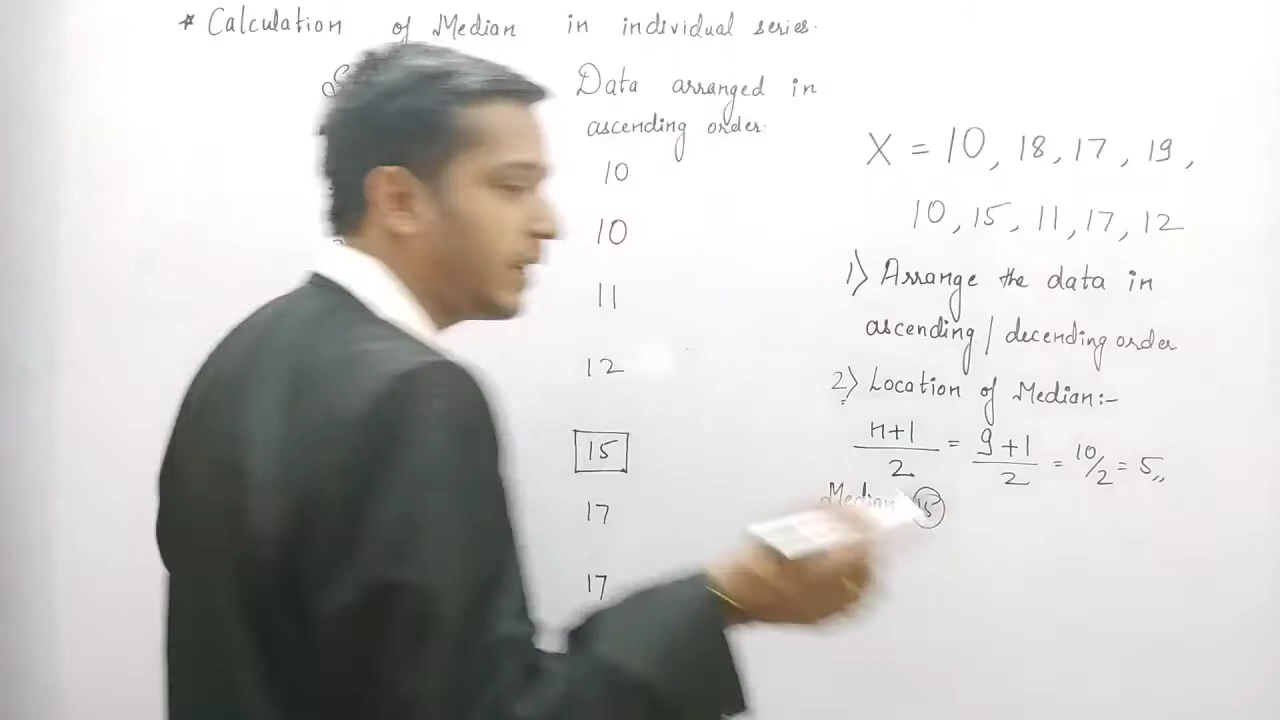 * Calculation of Median in individual series.
Data arranged in
ascending order.
10
10
11
12
15
17
17
X = 10, 18, 17, 19,
10, 15, 11, 17, 12
1) Arrange the data in
ascending / decending order
2) Location of Median:-
n+1/2 = 9+1/2 = 10/2 = 5,,
Median 15